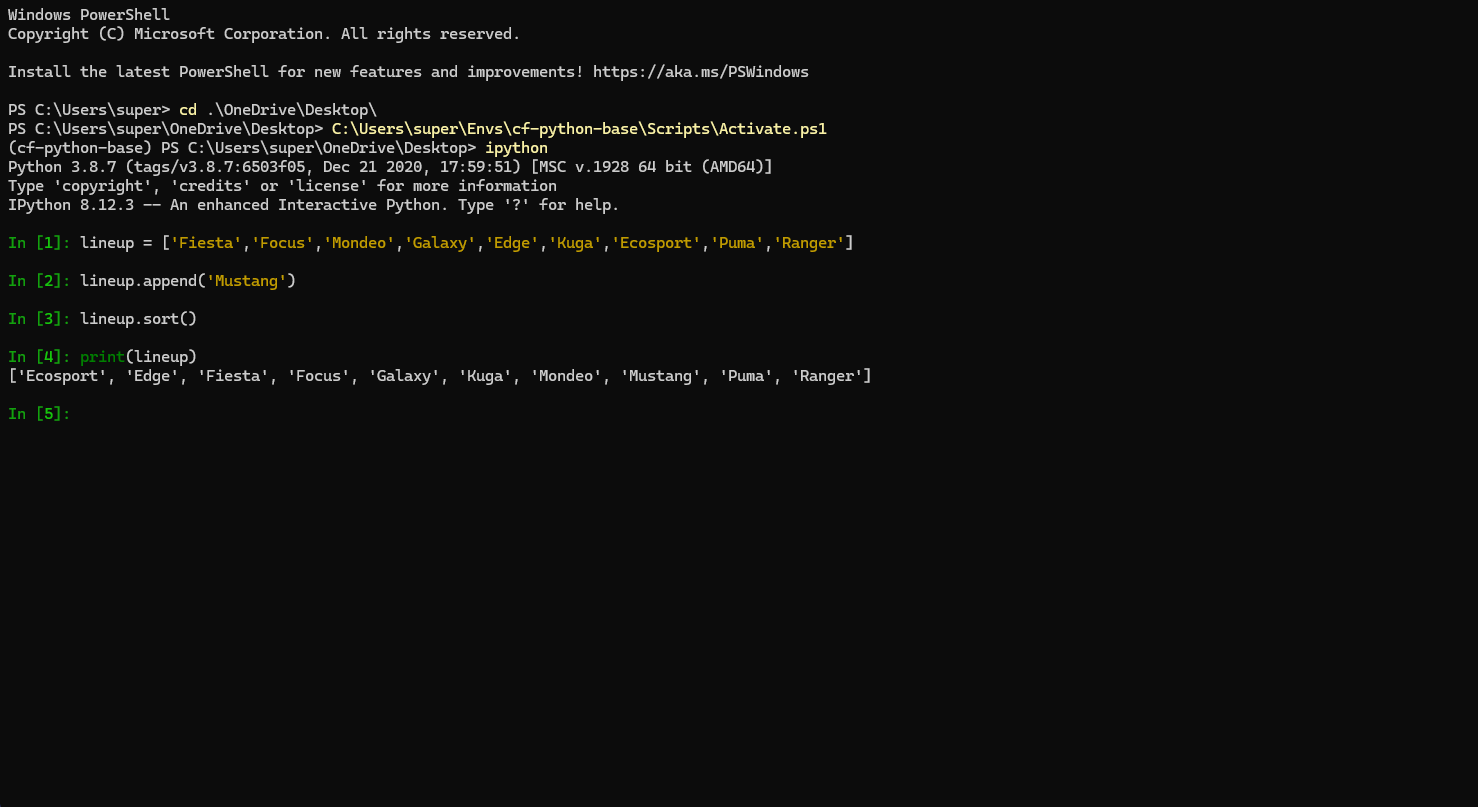 Windows PowerShell
Copyright (C) Microsoft Corporation. All rights reserved.
Install the latest PowerShell for new features and improvements! https://aka.ms/PSWindows
PS C:\Users\super> cd .\OneDrive\Desktop\
PS C:\Users\super\OneDrive\Desktop> C:\Users\super\Envs\cf-python-base\Scripts\Activate.ps1
(cf-python-base) PS C:\Users\super\OneDrive\Desktop> ipython
Python 3.8.7 (tags/v3.8.7:6503f05, Dec 21 2020, 17:59:51) [MSC v.1928 64 bit (AMD64)]
Type 'copyright', 'credits' or 'license' for more information
IPython 8.12.3 -- An enhanced Interactive Python. Type '?' for help.
In [1]: lineup = ['Fiesta','Focus','Mondeo','Galaxy','Edge','Kuga','Ecosport','Puma','Ranger']
In [2]: lineup.append('Mustang')
In [3]: lineup.sort()
In [4]: print(lineup)
['Ecosport', 'Edge', 'Fiesta', 'Focus', 'Galaxy', 'Kuga', 'Mondeo', 'Mustang', 'Puma', 'Ranger']
In [5]: